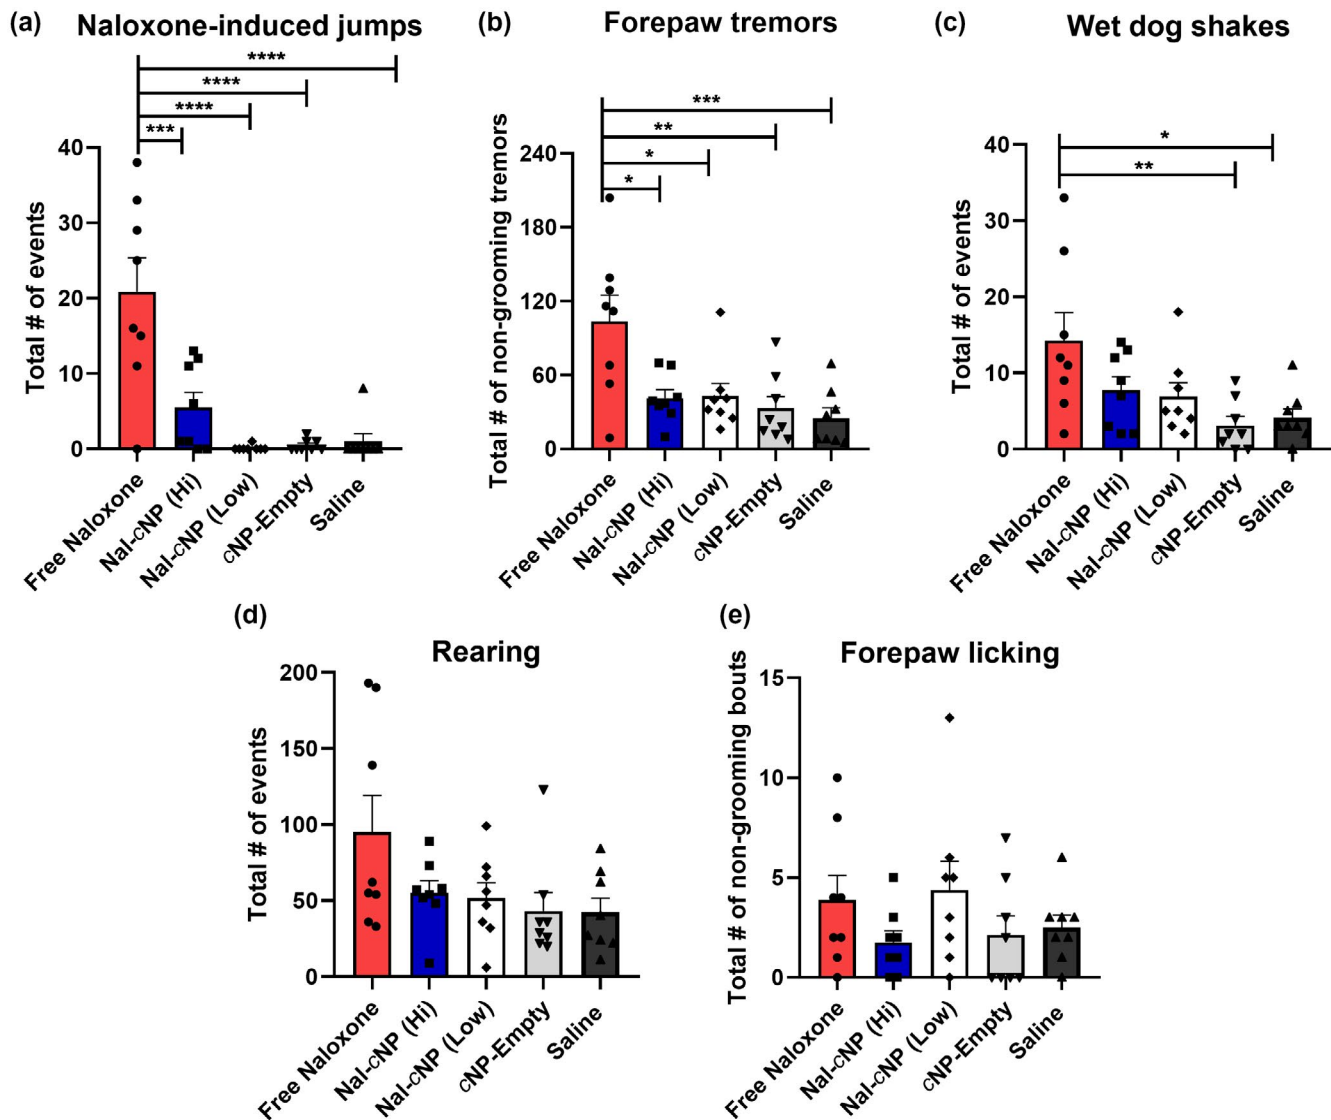 (a) Naloxone-induced jumps
****
****
****
***
Total # of events
40
30
20
10
0
Free Naloxone
Nal-cNP (Hi)
Nal-cNP (Low)
cNP-Empty
Saline
(b) Forepaw tremors
***
**
*
*
Total # of non-grooming tremors
240
180
120
60
0
Free Naloxone
Nal-cNP (Hi)
Nal-cNP (Low)
cNP-Empty
Saline
(c) Wet dog shakes
*
**
Total # of events
40
30
20
10
0
Free Naloxone
Nal-cNP (Hi)
Nal-cNP (Low)
cNP-Empty
Saline
(d) Rearing
Total # of events
200
150
100
50
0
Free Naloxone
Nal-cNP (Hi)
Nal-cNP (Low)
cNP-Empty
Saline
(e) Forepaw licking
Total # of non-grooming bouts
15
10
5
0
Free Naloxone
Nal-cNP (Hi)
Nal-cNP (Low)
cNP-Empty
Saline